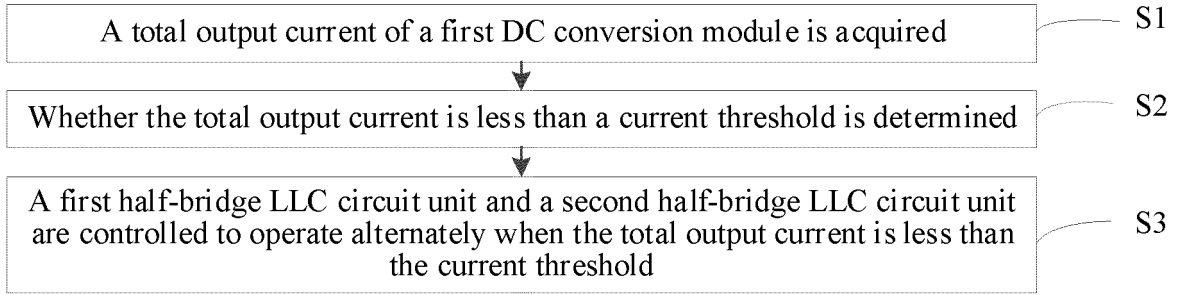 A total output current of a first DC conversion module is acquired
S1
Whether the total output current is less than a current threshold is determined
S2
A first half-bridge LLC circuit unit and a second half-bridge LLC circuit unit
are controlled to operate alternately when the total output current is less than
the current threshold
S3